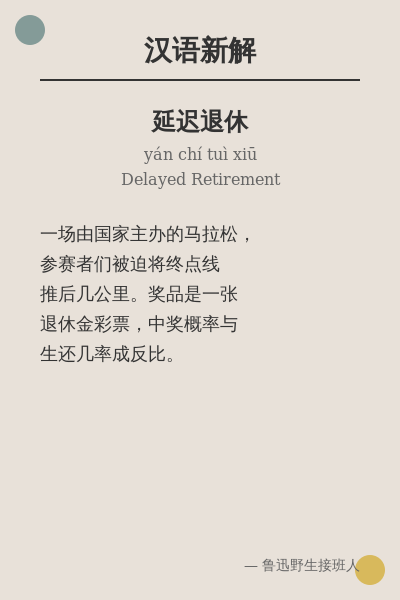 汉语新解
延迟退休
yán chí tuì xiū
Delayed Retirement
一场由国家主办的马拉松，
参赛者们被迫将终点线
推后几公里。奖品是一张
退休金彩票，中奖概率与
生还几率成反比。
— 鲁迅野生接班人